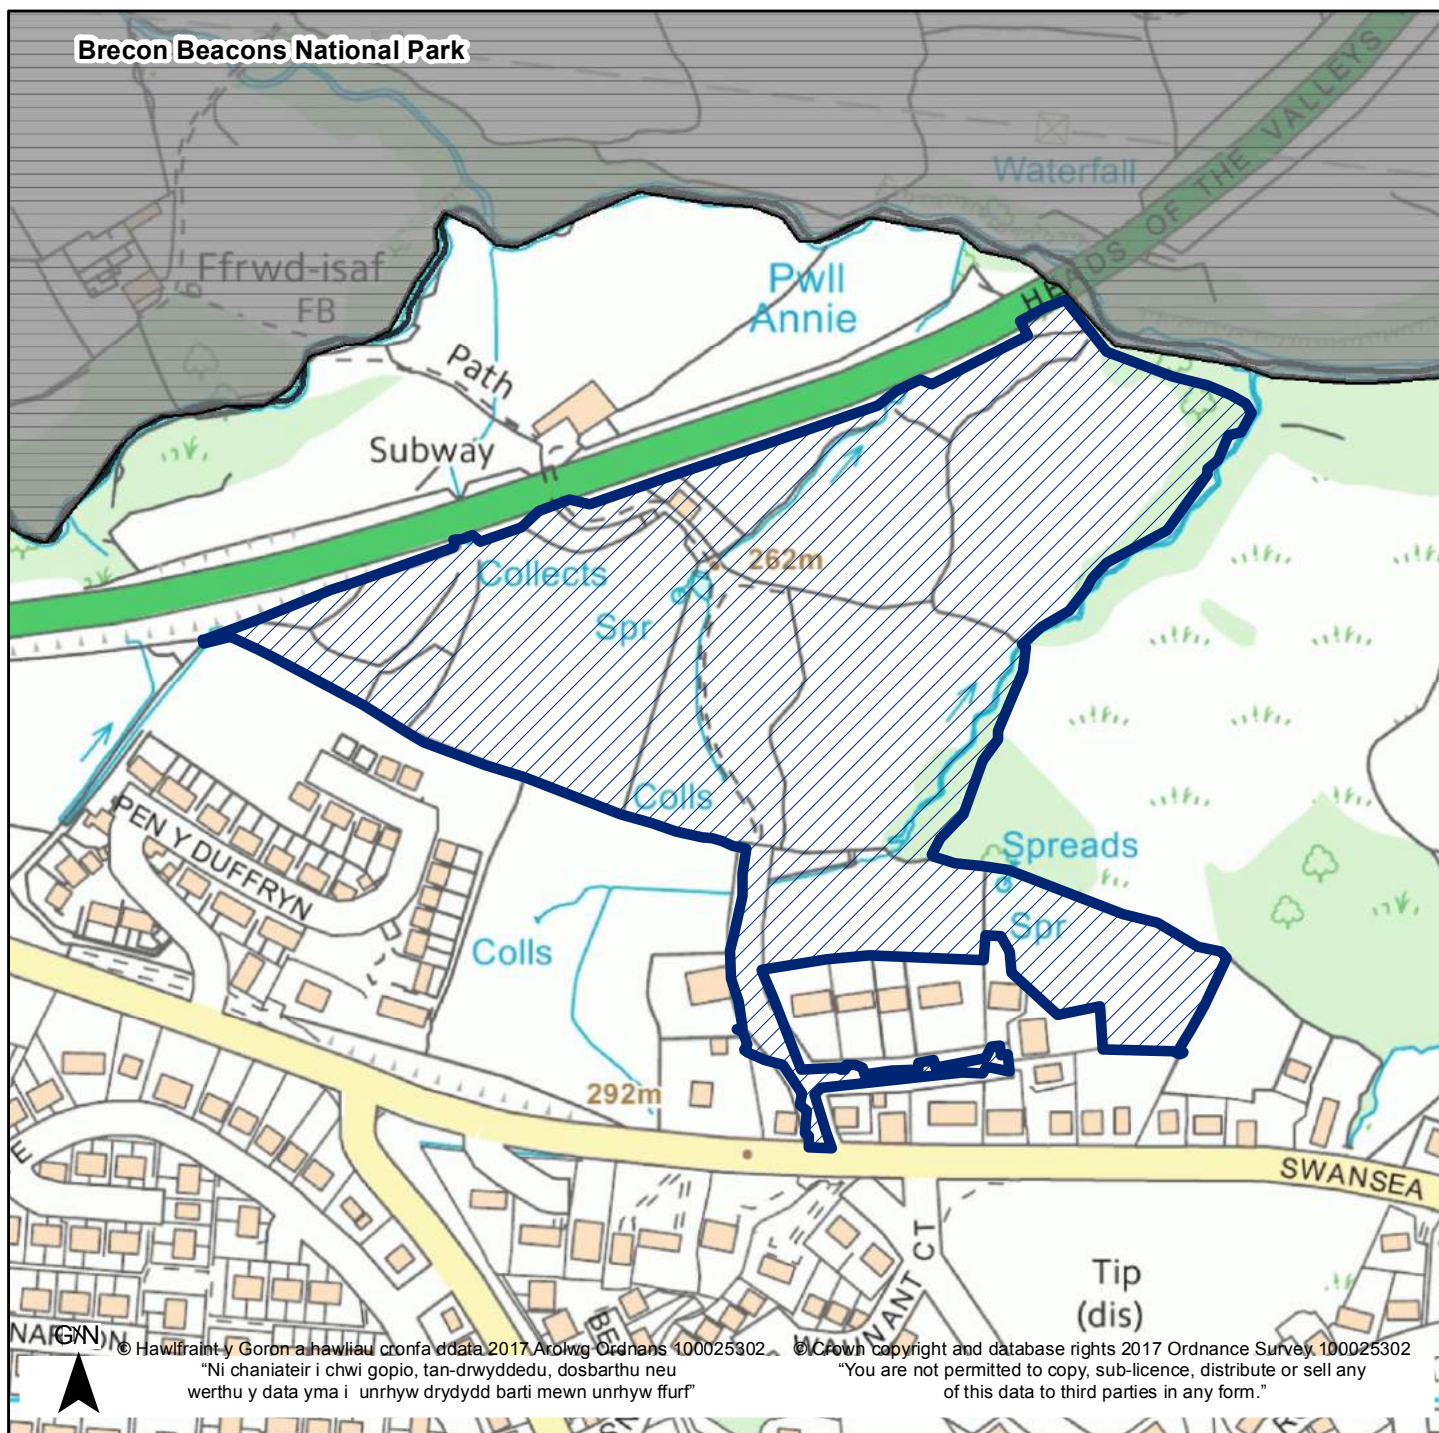 Brecon Beacons National Park
HEADS OF THE VALLEYS
Waterfall
Ffrwd-isaf
FB
Pwll
Annie
Path
Subway
262m
Collects
Spr
Colls
PEN Y DUFFRYN
Spreads
Spr
Colls
292m
SWANSEA
CT
NANT
Tip
(dis)
G/N
© Hawlfraint y Goron a hawliau cronfa ddata 2017 Arolwg Ordnans 100025302
“Ni chaniateir i chwi gopio, tan-drwyddedu, dosbarthu neu
werthu y data yma i unrhyw drydydd barti mewn unrhyw ffurf”
© Crown copyright and database rights 2017 Ordnance Survey 100025302
“You are not permitted to copy, sub-licence, distribute or sell any
of this data to third parties in any form.”